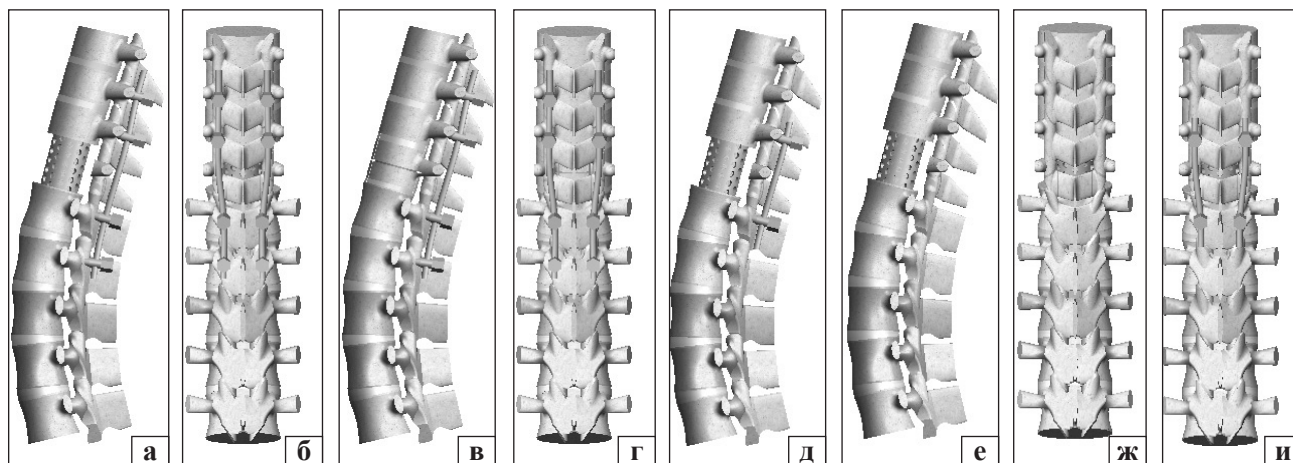 а б в г д е ж и